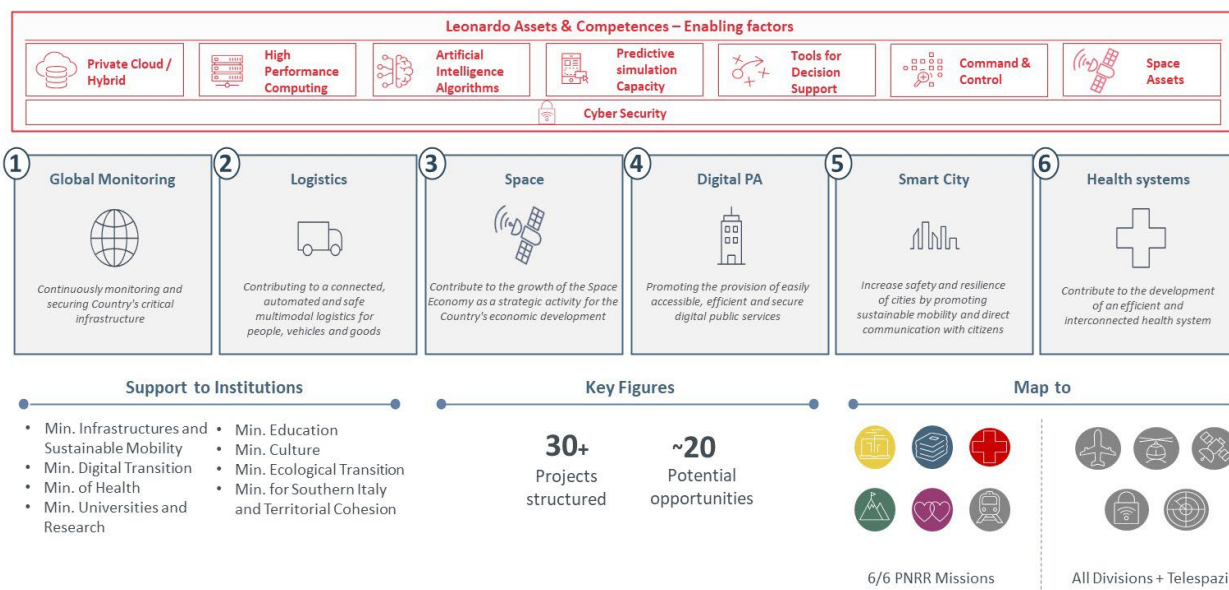 Leonardo Assets & Competences – Enabling factors
Private Cloud /
Hybrid
High
Performance
Computing
Artificial
Intelligence
Algorithms
Predictive
simulation
Capacity
Tools for
Decision
Support
Command &
Control
Space
Assets
Cyber Security
1
Global Monitoring
Continuously monitoring and
securing Country's critical
infrastructure
2
Logistics
Contributing to a connected,
automated and safe
multimodal logistics for
people, vehicles and goods
3
Space
Contribute to the growth of the Space
Economy as a strategic activity for the
Country's economic development
4
Digital PA
Promoting the provision of easily
accessible, efficient and secure
digital public services
5
Smart City
Increase safety and resilience
of cities by promoting
sustainable mobility and direct
communication with citizens
6
Health systems
Contribute to the development
of an efficient and
interconnected health system
Support to Institutions
• Min. Infrastructures and
Sustainable Mobility
• Min. Digital Transition
• Min. of Health
• Min. Universities and
Research
• Min. Education
• Min. Culture
• Min. Ecological Transition
• Min. for Southern Italy
and Territorial Cohesion
Key Figures
30+
Projects
structured
~20
Potential
opportunities
Map to
6/6 PNRR Missions
All Divisions + Telespazi